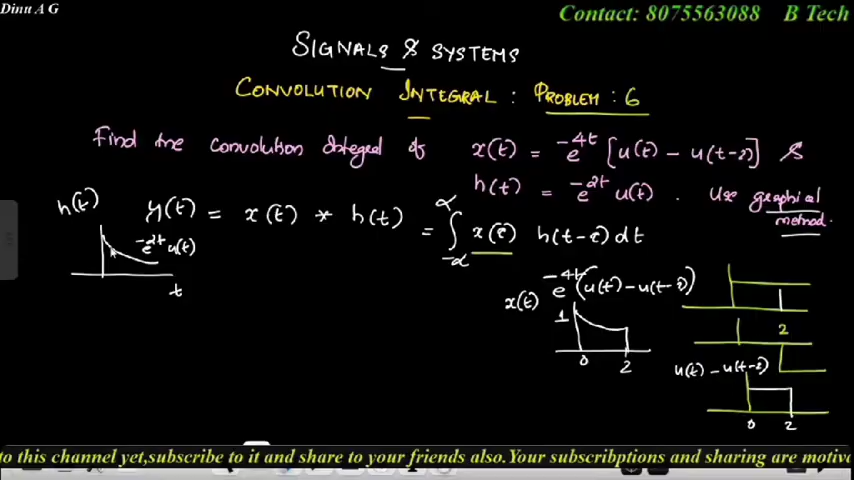 Dinu A G
Contact: 8075563088 B Tech
SIGNALS & SYSTEMS
CONVOLUTION INTEGRAL : PROBLEM : 6
Find the convolution Integral of x(t) = e^-4t [u(t) - u(t-2)] &
h(t) = e^-2t u(t). Use graphical
method.
h(t)
y(t) = x(t) * h(t) = ∫_-∞^∞ x(τ) h(t-τ) dτ
e^-2t u(t)
t
x(t) e^-4t (u(t) - u(t-2))
1
0 2
2
u(t) - u(t-2)
0 2
to this channel yet,subscribe to it and share to your friends also.Your subscribptions and sharing are motiva